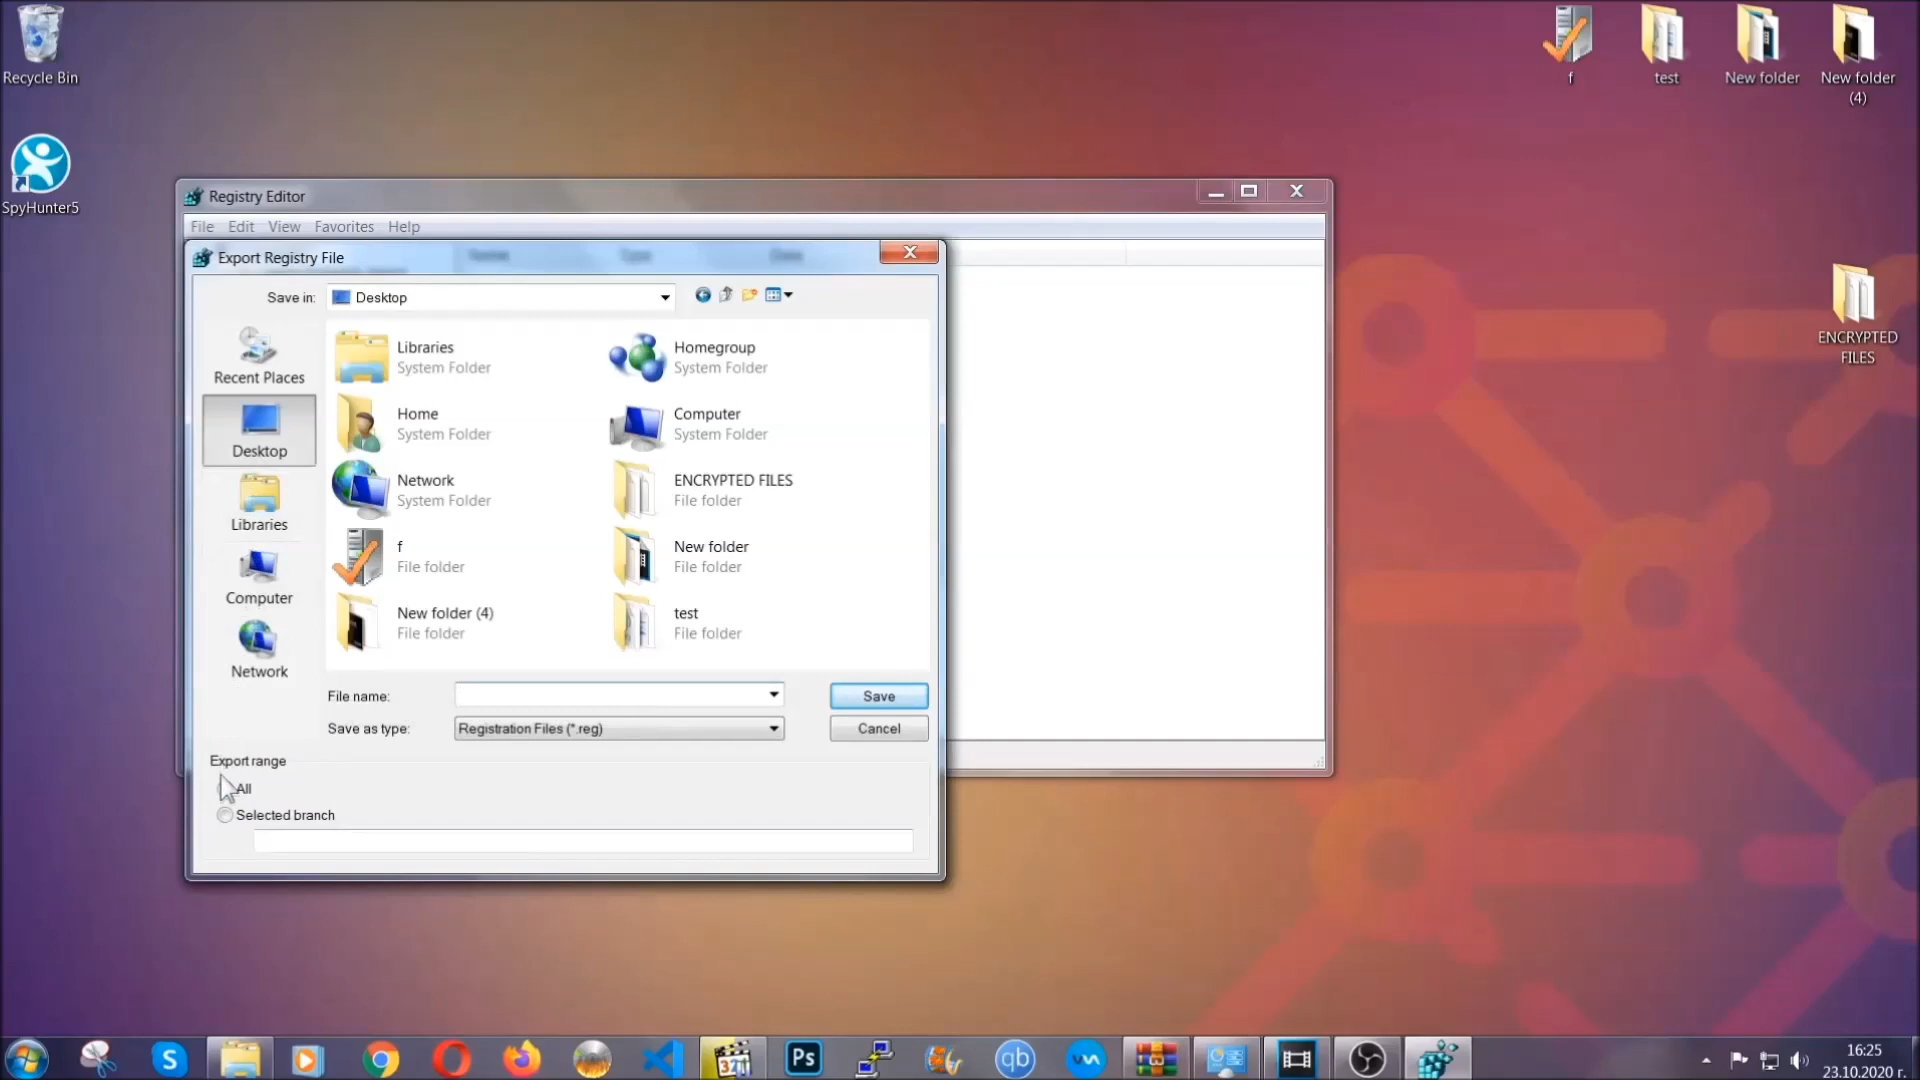 Recycle Bin
SpyHunter5
f
test
New folder
New folder
(4)
ENCRYPTED
FILES
Registry Editor
File Edit View Favorites Help
Export Registry File
Save in:
Desktop
Recent Places
Desktop
Libraries
Computer
Network
Libraries
System Folder
Homegroup
System Folder
Home
System Folder
Computer
System Folder
Network
System Folder
ENCRYPTED FILES
File folder
f
File folder
New folder
File folder
New folder (4)
File folder
test
File folder
File name:
Save
Save as type:
Registration Files (*.reg)
Cancel
Export range
All
Selected branch
S
321
Ps
qb
16:25
23.10.2020 г.